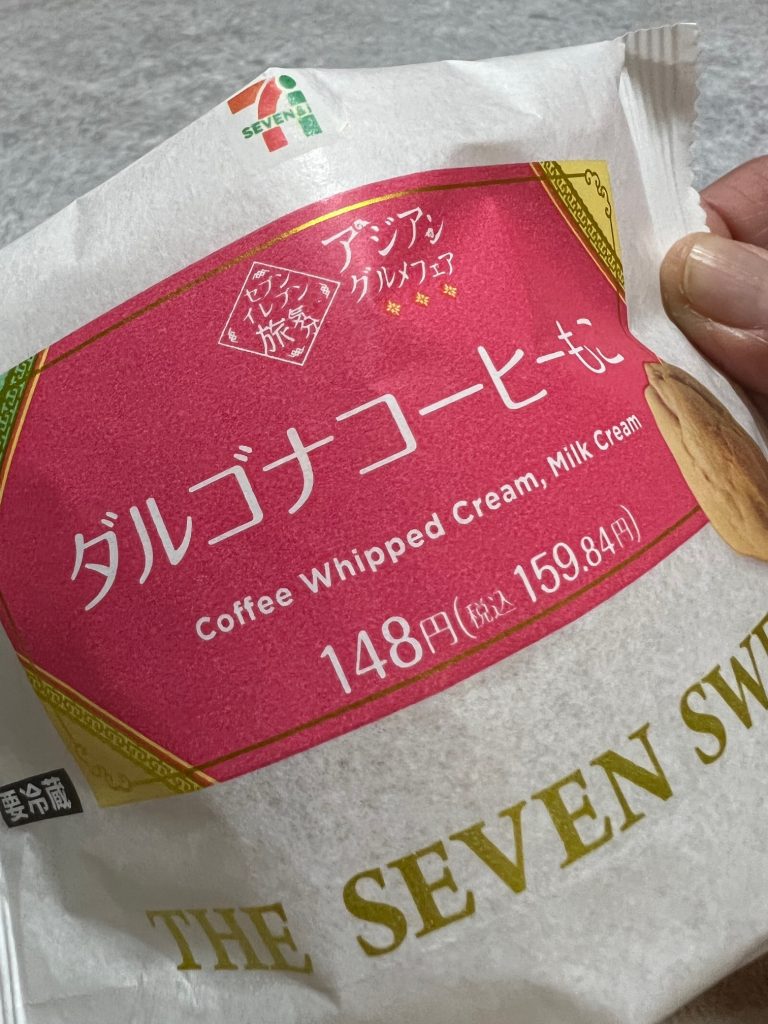 SEVEN&i
セブン
イレブン
旅気分
アジアン
グルメフェア
ダルゴナコーヒーもこ
Coffee Whipped Cream, Milk Cream
148円(税込 159.84円)
要冷蔵
THE SEVEN SWE